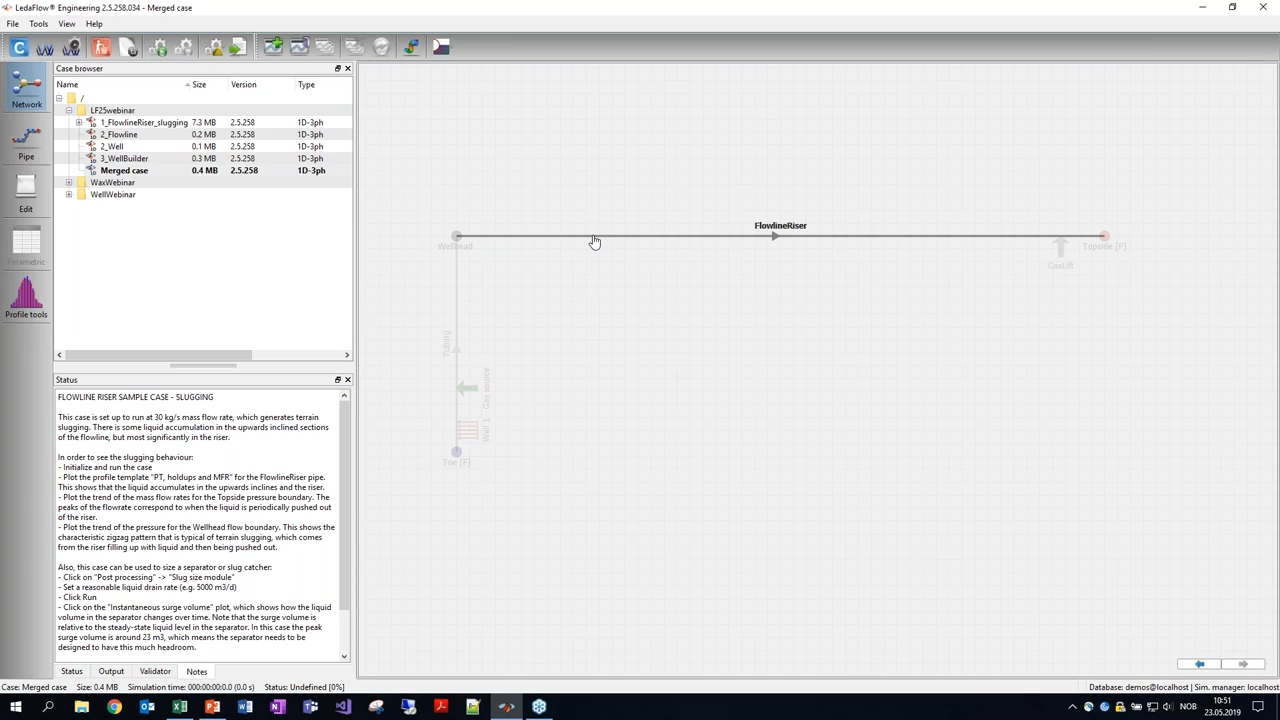 LedaFlow® Engineering 2.5.258.034 - Merged case
File Tools View Help
Case browser
Name Size Version Type
/
LF25webinar
1_FlowlineRiser_slugging 7.3 MB 2.5.258 1D-3ph
2_Flowline 0.2 MB 2.5.258 1D-3ph
2_Well 0.1 MB 2.5.258 1D-3ph
3_WellBuilder 0.3 MB 2.5.258 1D-3ph
Merged case 0.4 MB 2.5.258 1D-3ph
WaxWebinar
WellWebinar
Network
Pipe
Edit
Parametric
Profile tools
FlowlineRiser
Wellhead
Topside [P]
GasLift
Tubing
Gas source
Well 1
Toe [F]
Status
FLOWLINE RISER SAMPLE CASE - SLUGGING
This case is set up to run at 30 kg/s mass flow rate, which generates terrain
slugging. There is some liquid accumulation in the upwards inclined sections
of the flowline, but most significantly in the riser.
In order to see the slugging behaviour:
- Initialize and run the case
- Plot the profile template "PT, holdups and MFR" for the FlowlineRiser pipe.
This shows that the liquid accumulates in the upwards inclines and the riser.
- Plot the trend of the mass flow rates for the Topside pressure boundary. The
peaks of the flowrate correspond to when the liquid is periodically pushed out
of the riser.
- Plot the trend of the pressure for the Wellhead flow boundary. This shows the
characteristic zigzag pattern that is typical of terrain slugging, which comes
from the riser filling up with liquid and then being pushed out.
Also, this case can be used to size a separator or slug catcher:
- Click on "Post processing" -> "Slug size module"
- Set a reasonable liquid drain rate (e.g. 5000 m3/d)
- Click Run
- Click on the "Instantaneous surge volume" plot, which shows how the liquid
volume in the separator changes over time. Note that the surge volume is
relative to the steady-state liquid level in the separator. In this case the peak
surge volume is around 23 m3, which means the separator needs to be
designed to have this much headroom.
Status Output Validator Notes
Case: Merged case Size: 0.4 MB Simulation time: 000:00:00:0.0 (0.0 s) Status: Undefined [0%] Database: demos@localhost Sim. manager: localhost
NOB
10:51
23.05.2019